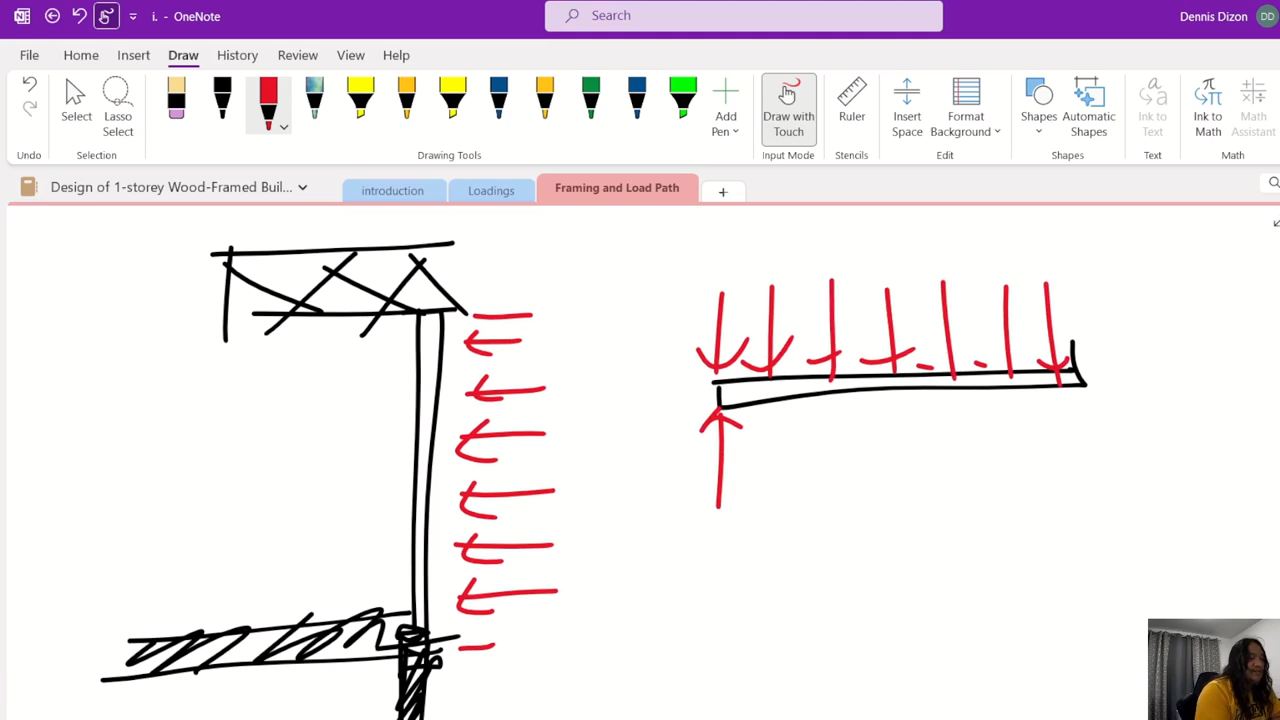 i. - OneNote
Search
Dennis Dizon
DD
File Home Insert Draw History Review View Help
Select
Lasso Select
Add Pen
Draw with Touch
Ruler
Insert Space
Format Background
Shapes
Automatic Shapes
Ink to Text
Ink to Math
Math Assistant
Undo Selection Drawing Tools Input Mode Stencils Edit Shapes Text Math
Design of 1-storey Wood-Framed Buil...
introduction
Loadings
Framing and Load Path
+